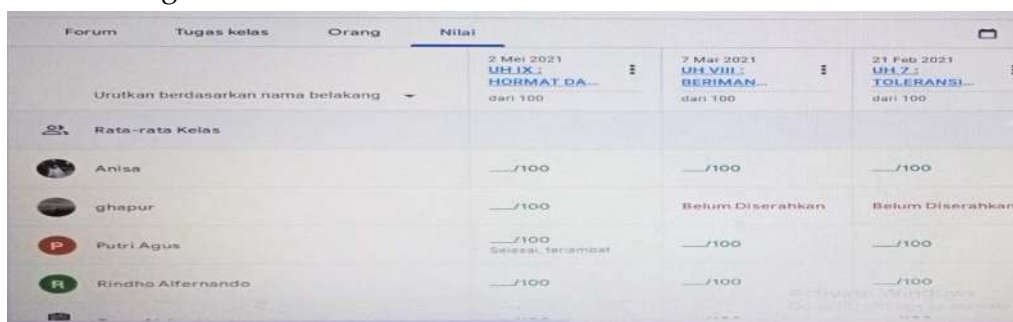 Forum Tugas kelas Orang Nilai
2 Mei 2021 7 Mar 2021 21 Feb 2021
UH IX : UH VIII : UH 7 :
HORMAT DA... BERIMAN... TOLERANSI...
Urutkan berdasarkan nama belakang dari 100 dari 100 dari 100
Rata-rata Kelas
Anisa __/100 __/100 __/100
ghapur __/100 Belum Diserahkan Belum Diserahkan
P Putri Agus __/100 __/100 __/100
Selesai, terlambat
R Rindho Alfernando __/100 __/100 __/100
Activate Windows